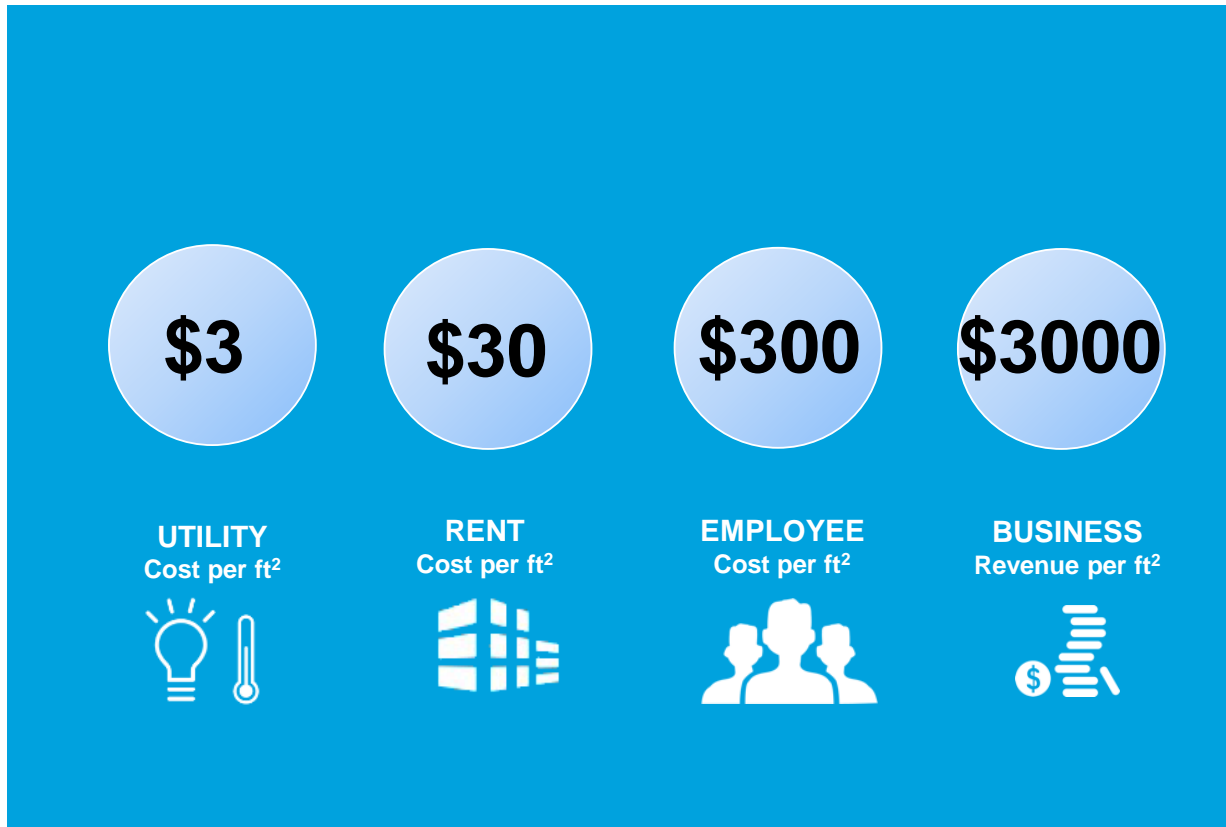 $3
$30
$300
$3000
UTILITY
Cost per ft²
RENT
Cost per ft²
EMPLOYEE
Cost per ft²
BUSINESS
Revenue per ft²
$